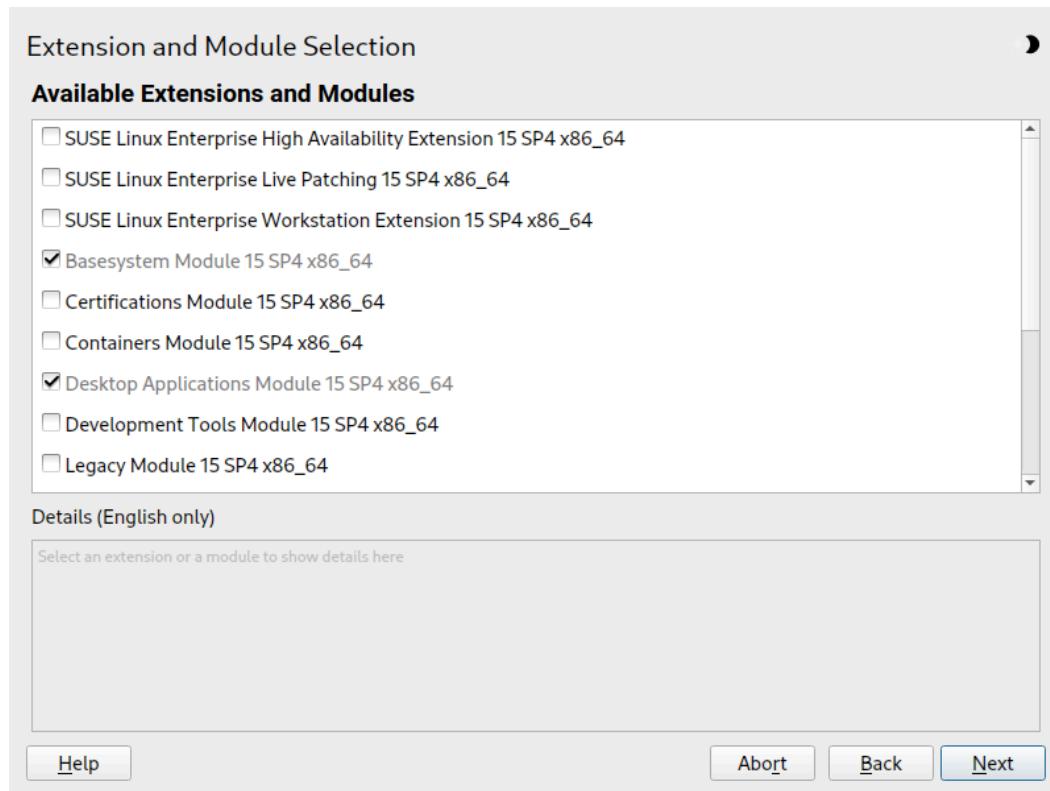 Extension and Module Selection
Available Extensions and Modules
SUSE Linux Enterprise High Availability Extension 15 SP4 x86_64
SUSE Linux Enterprise Live Patching 15 SP4 x86_64
SUSE Linux Enterprise Workstation Extension 15 SP4 x86_64
Basesystem Module 15 SP4 x86_64
Certifications Module 15 SP4 x86_64
Containers Module 15 SP4 x86_64
Desktop Applications Module 15 SP4 x86_64
Development Tools Module 15 SP4 x86_64
Legacy Module 15 SP4 x86_64
Details (English only)
Select an extension or a module to show details here
Help Abort Back Next